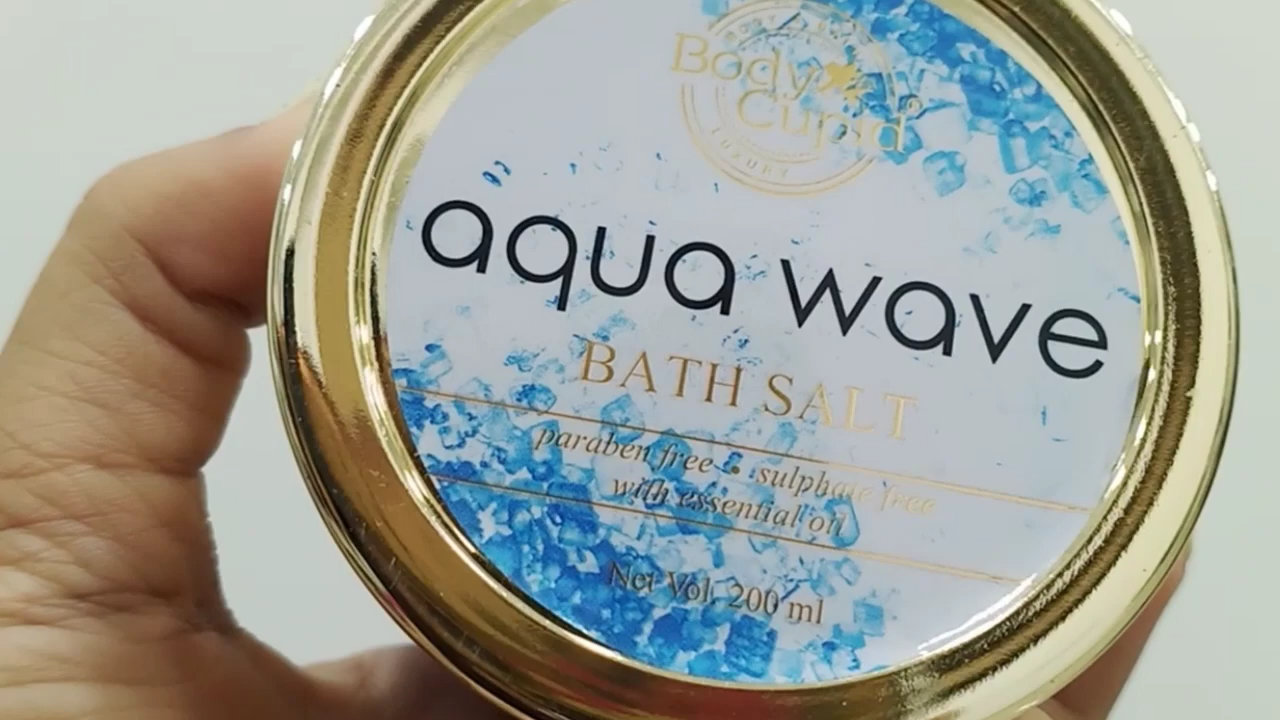 Body
Cupid
LUXURY
aqua wave
BATH SALT
paraben free • sulphate free
with essential oil
Net Vol. 200 ml